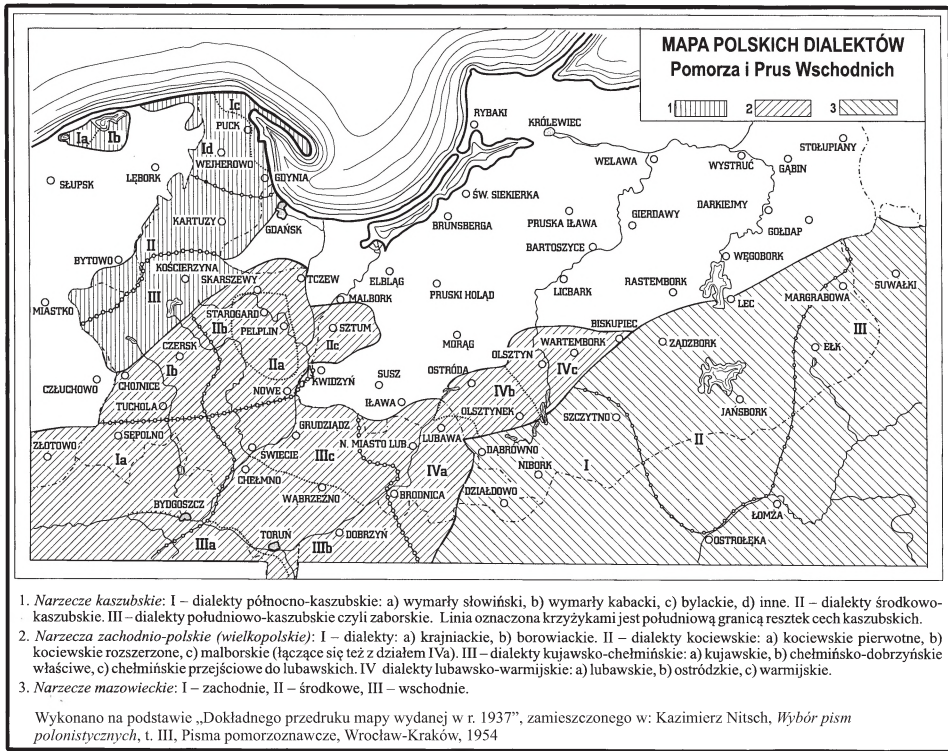 MAPA POLSKICH DIALEKTÓW
Pomorza i Prus Wschodnich
1 2 3
Ia Ib Ic
PUCK
Id
WEJHEROWO
GDYNIA
SŁUPSK
LĘBORK
KARTUZY
GDAŃSK
II
BYTOWO
KOŚCIERZYNA
SKARSZEWY
TCZEW
III
MIASTKO
STAROGARD
IIb
PELPLIN
CZERSK
IIa
Ib
CZŁUCHOWO
CHOJNICE
NOWE
TUCHOLA
RYBAKI
KRÓLEWIEC
ŚW. SIEKIERKA
BRUNSBERGA
PRUSKA IŁAWA
BARTOSZYCE
WELAWA
WYSTRUĆ
GĄBIN
STOŁUPIANY
GIERDAWY
DARKIEJMY
GOŁDAP
WĘGOBORK
ELBLĄG
MALBORK
PRUSKI HOLĄD
LICBARK
RASTEMBORK
LEC
MARGRABOWA
SUWAŁKI
SZTUM
IIc
BISKUPIEC
MORĄG
OLSZTYN
WARTEMBORK
ZĄDZBORK
EŁK
III
KWIDZYŃ
SUSZ
OSTRÓDA
IVc
IVb
IŁAWA
OLSZTYNEK
SZCZYTNO
JAŃSBORK
ZŁOTOWO
SĘPOLNO
GRUDZIĄDZ
N. MIASTO LUB.
LUBAWA
II
ŚWIECIE
IIIc
DĄBRÓWNO
I
Ia
CHEŁMNO
IVa
NIBORK
WĄBRZEŹNO
BRODNICA
DZIAŁDOWO
BYDGOSZCZ
ŁOMŻA
TORUŃ
DOBRZYŃ
OSTROŁĘKA
IIIa
IIIb
1. Narzecze kaszubskie: I – dialekty północno-kaszubskie: a) wymarły słowiński, b) wymarły kabacki, c) bylackie, d) inne. II – dialekty środkowo-
kaszubskie. III – dialekty południowo-kaszubskie czyli zaborskie. Linia oznaczona krzyżykami jest południową granicą resztek cech kaszubskich.
2. Narzecza zachodnio-polskie (wielkopolskie): I – dialekty: a) krajniackie, b) borowiackie. II – dialekty kociewskie: a) kociewskie pierwotne, b)
kociewskie rozszerzone, c) malborskie (łączące się też z działem IVa). III – dialekty kujawsko-chełmińskie: a) kujawskie, b) chełmińsko-dobrzyńskie
właściwe, c) chełmińskie przejściowe do lubawskich. IV dialekty lubawsko-warmijskie: a) lubawskie, b) ostródzkie, c) warmijskie.
3. Narzecze mazowieckie: I – zachodnie, II – środkowe, III – wschodnie.
Wykonano na podstawie „Dokładnego przedruku mapy wydanej w r. 1937”, zamieszczonego w: Kazimierz Nitsch, Wybór pism
polonistycznych, t. III, Pisma pomorzoznawcze, Wrocław-Kraków, 1954